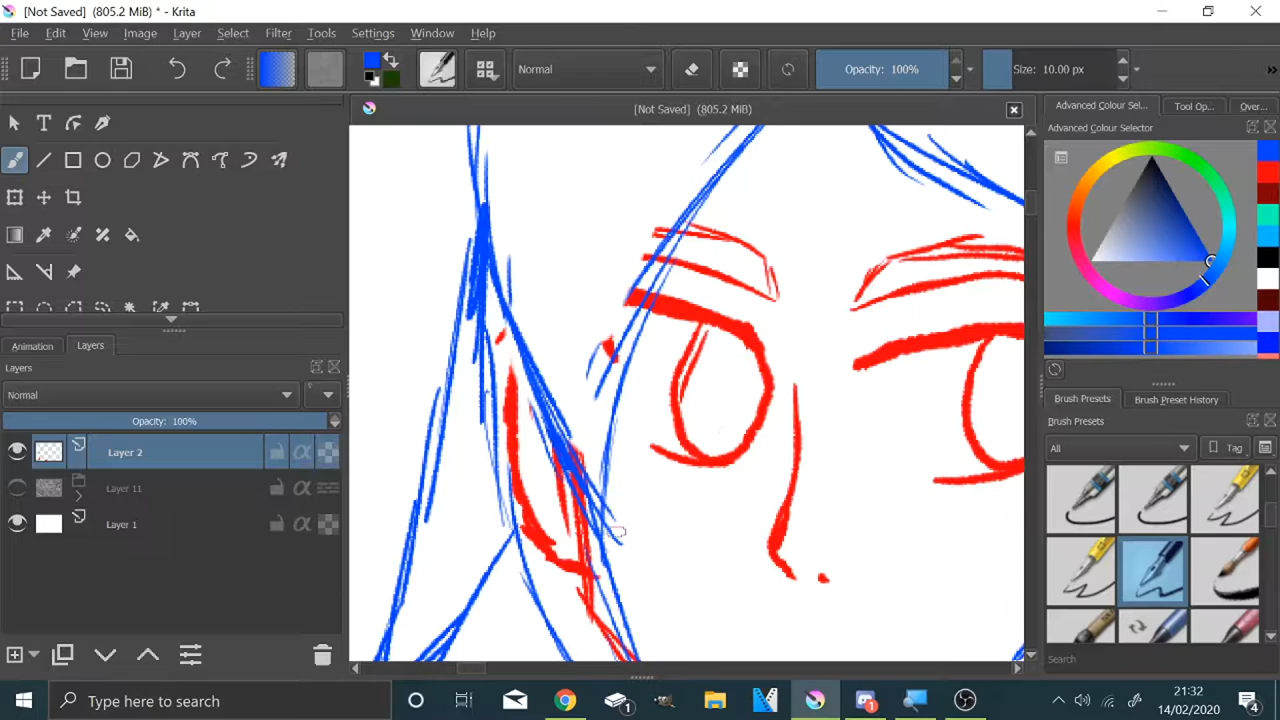 [Not Saved] (805.2 MiB) * - Krita
File Edit View Image Layer Select Filter Tools Settings Window Help
Normal
Opacity: 100%
Size: 10.00 px
»
[Not Saved] (805.2 MiB)
Advanced Colour Sel...
Tool Op...
Over...
Advanced Colour Selector
Animation
Layers
Layers
Normal
Opacity: 100%
Layer 2
Layer 11
Layer 1
Brush Presets
Brush Preset History
Brush Presets
All
Tag
Search
Type here to search
1
1
21:32
14/02/2020
4